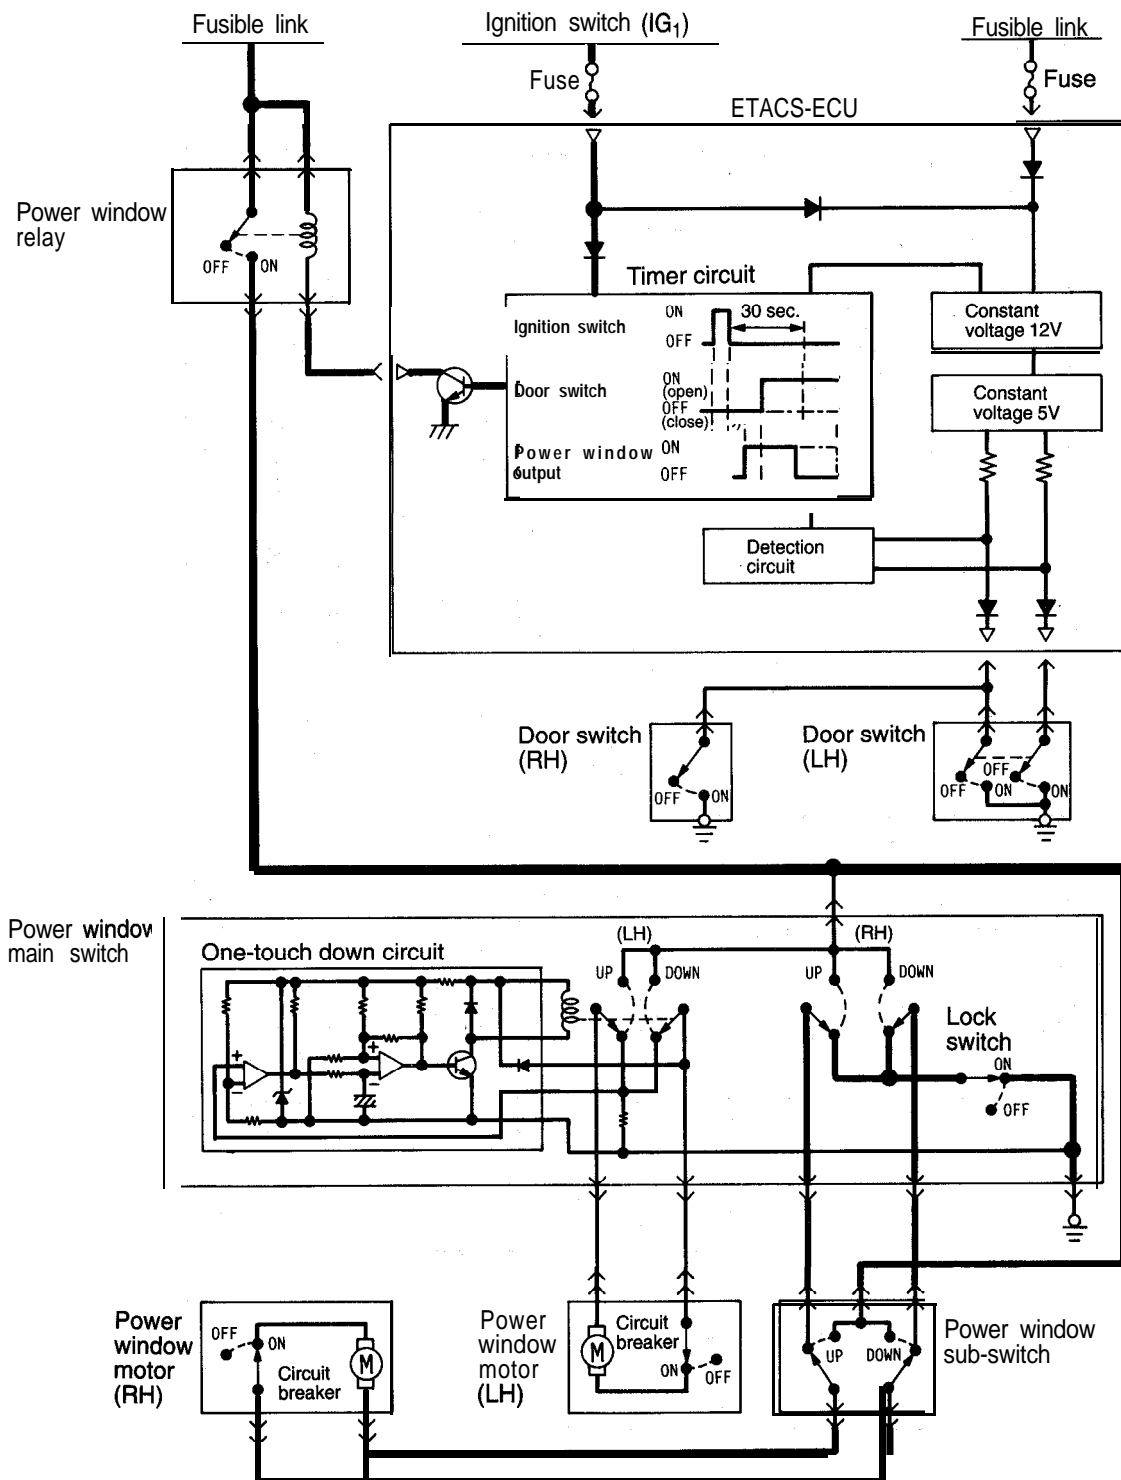 Fusible link
Ignition switch (IG1)
Fusible link
Fuse
Fuse
ETACS-ECU
Power window
relay
OFF
ON
Timer circuit
Ignition switch
ON
OFF
30 sec.
Door switch
ON
(open)
OFF
(close)
Power window
output
ON
OFF
Constant
voltage 12V
Constant
voltage 5V
Detection
circuit
Door switch
(RH)
OFF
ON
Door switch
(LH)
OFF
OFF
ON
ON
Power window
main switch
One-touch down circuit
(LH)
UP
DOWN
(RH)
UP
DOWN
Lock
switch
ON
OFF
+
−
+
−
Power
window
motor
(RH)
OFF
ON
Circuit
breaker
M
Power
window
motor
(LH)
M
Circuit
breaker
ON
OFF
UP
DOWN
Power window
sub-switch